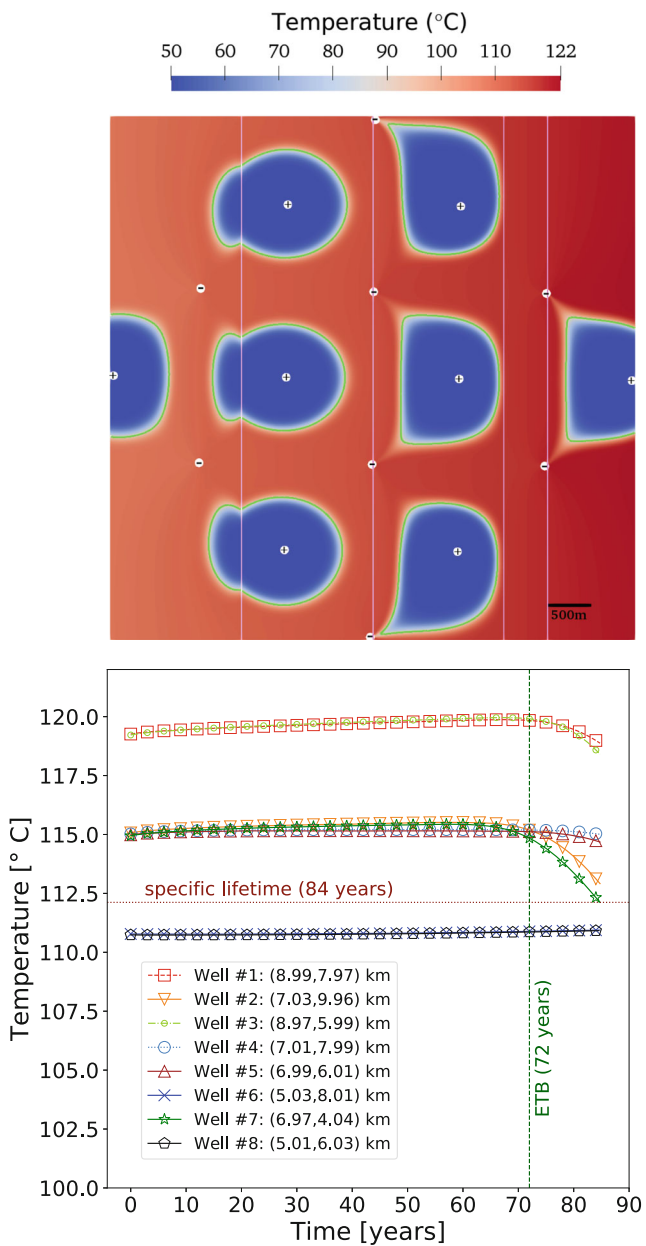 Temperature (°C)
50 60 70 80 90 100 110 122
500m
Temperature [° C]
120.0
117.5
115.0
112.5
110.0
107.5
105.0
102.5
100.0
specific lifetime (84 years)
ETB (72 years)
Well #1: (8.99,7.97) km
Well #2: (7.03,9.96) km
Well #3: (8.97,5.99) km
Well #4: (7.01,7.99) km
Well #5: (6.99,6.01) km
Well #6: (5.03,8.01) km
Well #7: (6.97,4.04) km
Well #8: (5.01,6.03) km
0 10 20 30 40 50 60 70 80 90
Time [years]